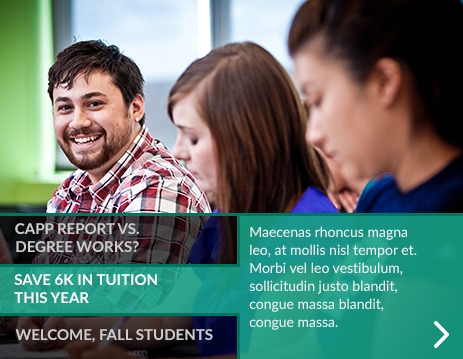 CAPP REPORT VS.
DEGREE WORKS?
SAVE 6K IN TUITION
THIS YEAR
WELCOME, FALL STUDENTS
Maecenas rhoncus magna
leo, at mollis nisl tempor et.
Morbi vel leo vestibulum,
sollicitudin justo blandit,
congue massa blandit,
congue massa.